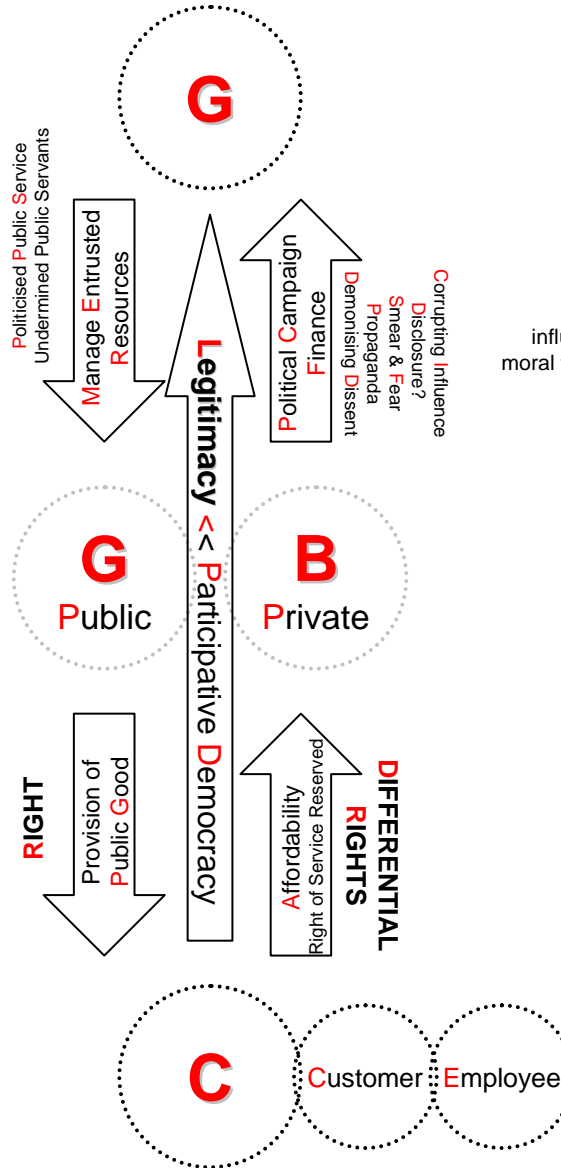 G
Politicised Public Service
Undermined Public Servants
Manage Entrusted
Resources
Legitimacy << Participative Democracy
Political Campaign
Finance
Demonising Dissent
Propaganda
Smear & Fear
Disclosure?
Corrupting Influence
influ
moral
G
Public
B
Private
RIGHT
Provision of
Public Good
Affordability
Right of Service Reserved
RIGHTS
DIFFERENTIAL
C
Customer
Employee